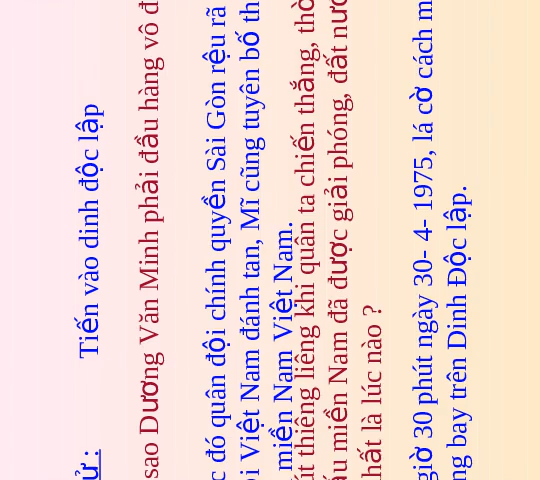 ử :
Tiến vào dinh độc lập
sao Dương Văn Minh phải đầu hàng vô
đó quân đội chính quyền Sài Gòn rệu rã
Việt Nam đánh tan, Mĩ cũng tuyên bố
miền Nam Việt Nam.
thiêng liêng khi quân ta chiến thắng,
miền Nam đã được giải phóng, đất
là lúc nào ?
30 phút ngày 30- 4- 1975, lá cờ cách
bay trên Dinh Độc lập.